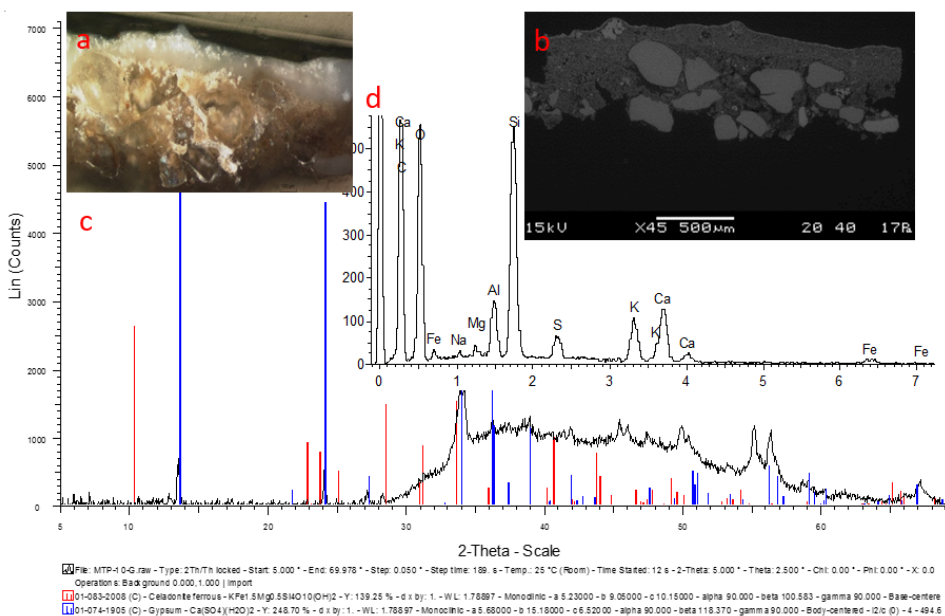 a
b
15kV X45 500µm 20 40
c
d
Lin (Counts)
7000
6000
5000
4000
3000
2000
1000
0
5 10 20 30 40 50 60
2-Theta - Scale
500
400
300
200
100
0
0 1 2 3 4 5 6 7
Ca
K
C
O
Fe
Na
Mg
Al
Si
S
K
K
Ca
Ca
Fe
Fe
File: MTP-10-G.raw - Type: 2Th/Th locked - Start: 5.000 ° - End: 69.978 ° - Step: 0.050 ° - Step time: 189. s - Temp.: 25 °C (Room) - Time Started: 12 s - 2-Theta: 5.000 ° - Theta: 2.500 ° - Chi: 0.00 ° - Phi: 0.00 ° - X: 0.0
Operations: Background 0.000,1.000 | Import
01-083-2008 (C) - Celadonite ferrous - KFe1.5Mg0.5Si4O10(OH)2 - Y: 139.25 % - d x by: 1. - WL: 1.78897 - Monoclinic - a 5.23000 - b 9.05000 - c 10.15000 - alpha 90.000 - beta 100.583 - gamma 90.000 - Base-centere
01-074-1905 (C) - Gypsum - Ca(SO4)(H2O)2 - Y: 248.70 % - d x by: 1. - WL: 1.78897 - Monoclinic - a 5.68000 - b 15.18000 - c 6.52000 - alpha 90.000 - beta 118.370 - gamma 90.000 - Body-centered - I2/c (0) - 4 - 494